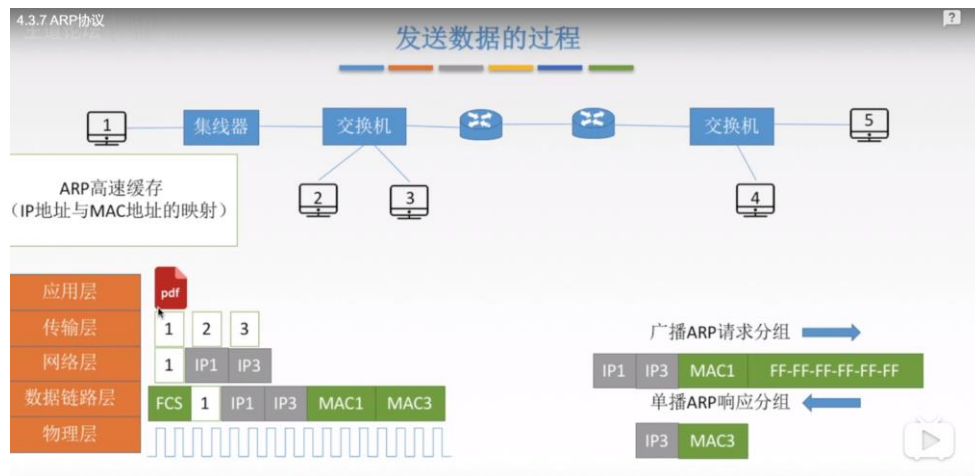 4.3.7 ARP协议
?
发送数据的过程
1
集线器
交换机
交换机
5
ARP高速缓存
(IP地址与MAC地址的映射)
2
3
4
应用层
pdf
传输层
1 2 3
网络层
1 IP1 IP3
数据链路层
FCS 1 IP1 IP3 MAC1 MAC3
物理层
广播ARP请求分组
IP1 IP3 MAC1 FF-FF-FF-FF-FF-FF
单播ARP响应分组
IP3 MAC3